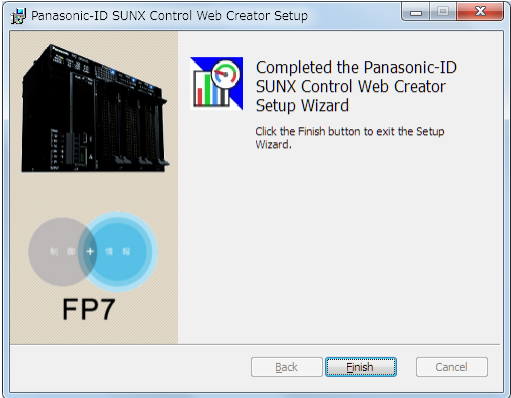 Panasonic-ID SUNX Control Web Creator Setup
Completed the Panasonic-ID
SUNX Control Web Creator
Setup Wizard
Click the Finish button to exit the Setup
Wizard.
制 御 + 情 報
FP7
Back
Finish
Cancel